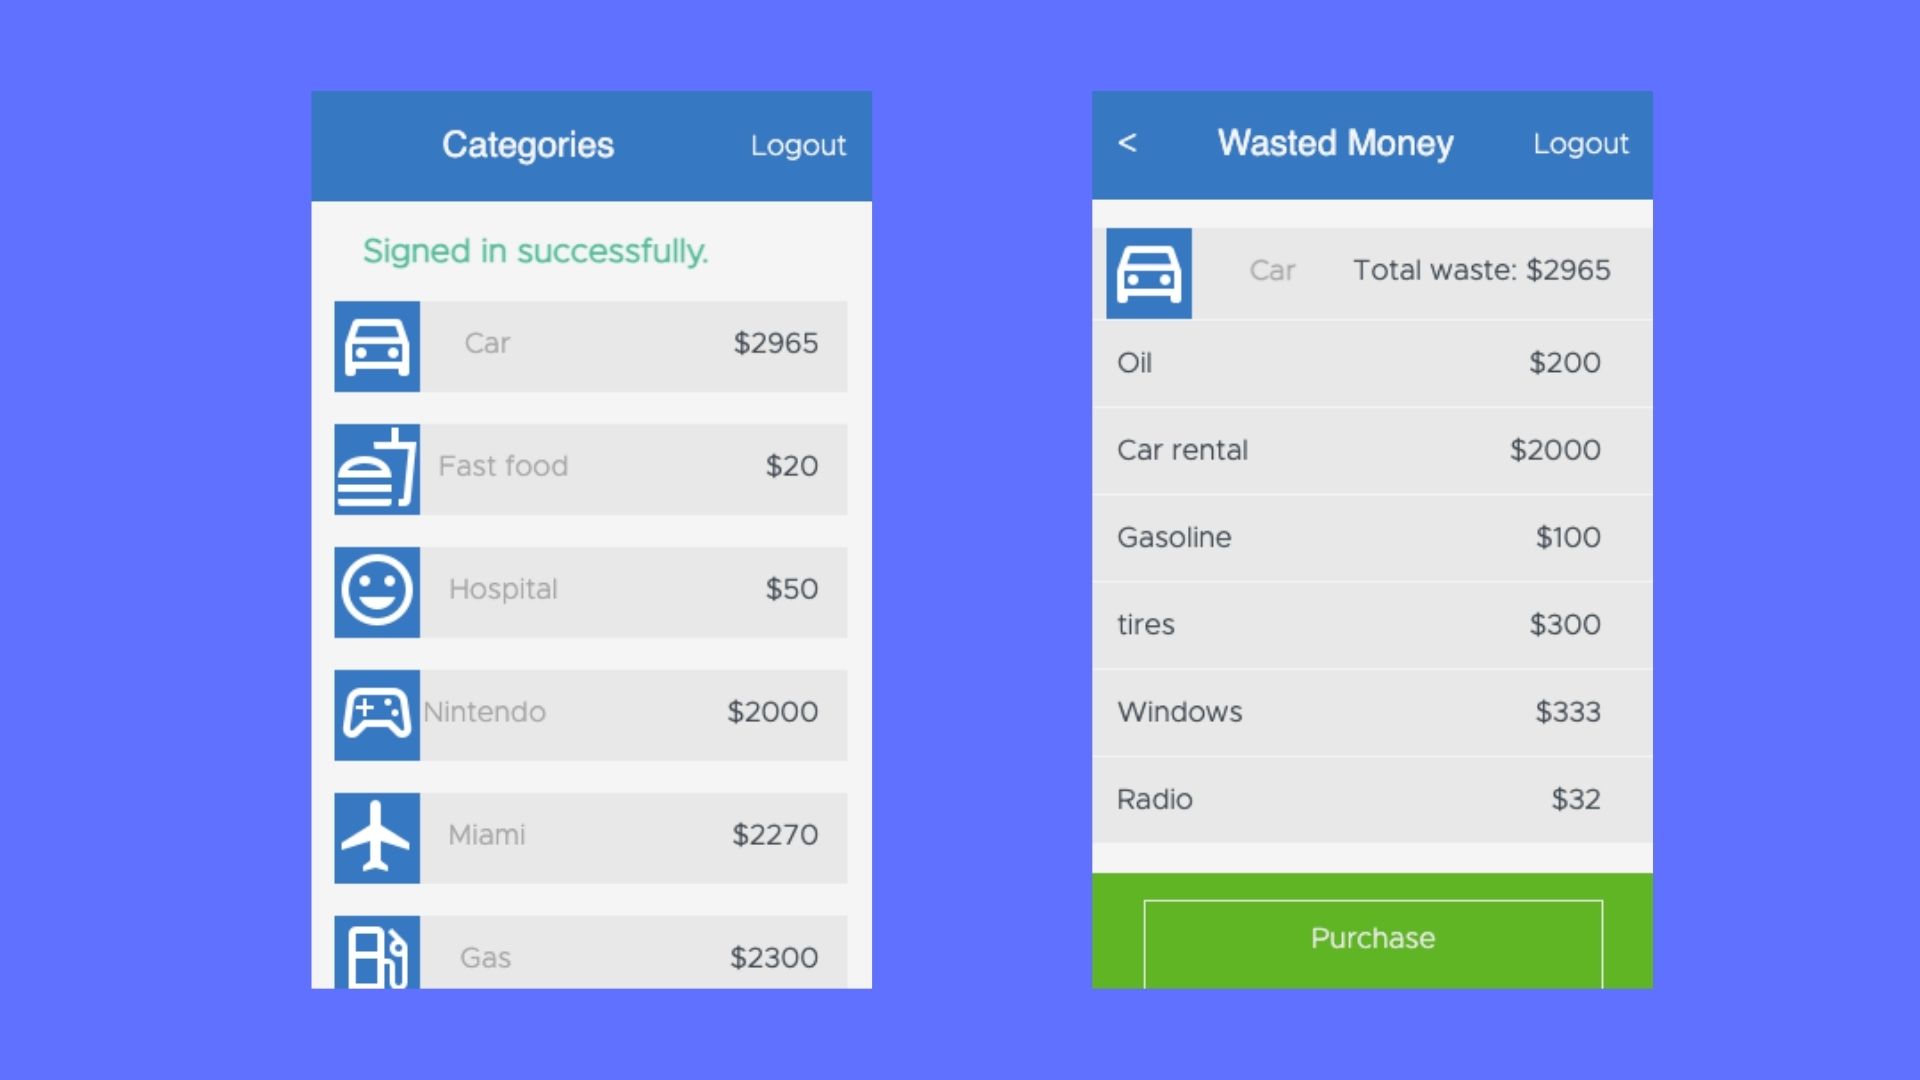 Categories Logout
Signed in successfully.
Car $2965
Fast food $20
Hospital $50
Nintendo $2000
Miami $2270
Gas $2300
< Wasted Money Logout
Car Total waste: $2965
Oil $200
Car rental $2000
Gasoline $100
tires $300
Windows $333
Radio $32
Purchase